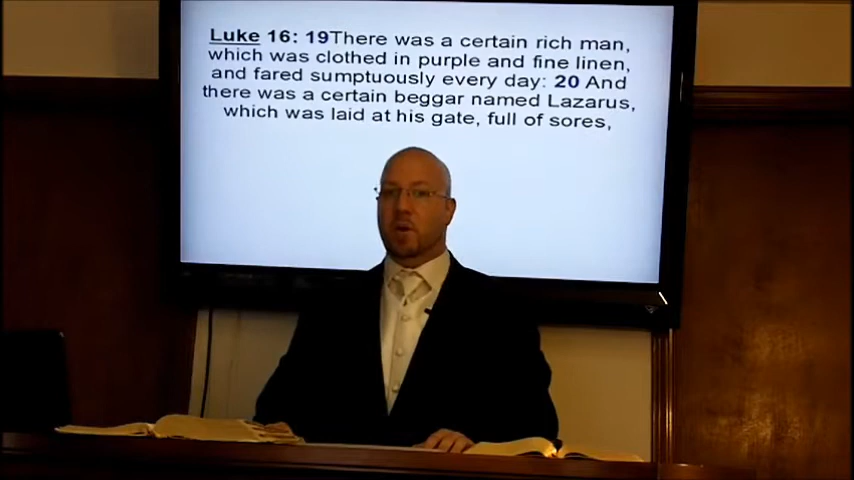 Luke 16: 19There was a certain rich man,
which was clothed in purple and fine linen,
and fared sumptuously every day: 20 And
there was a certain beggar named Lazarus,
which was laid at his gate, full of sores,